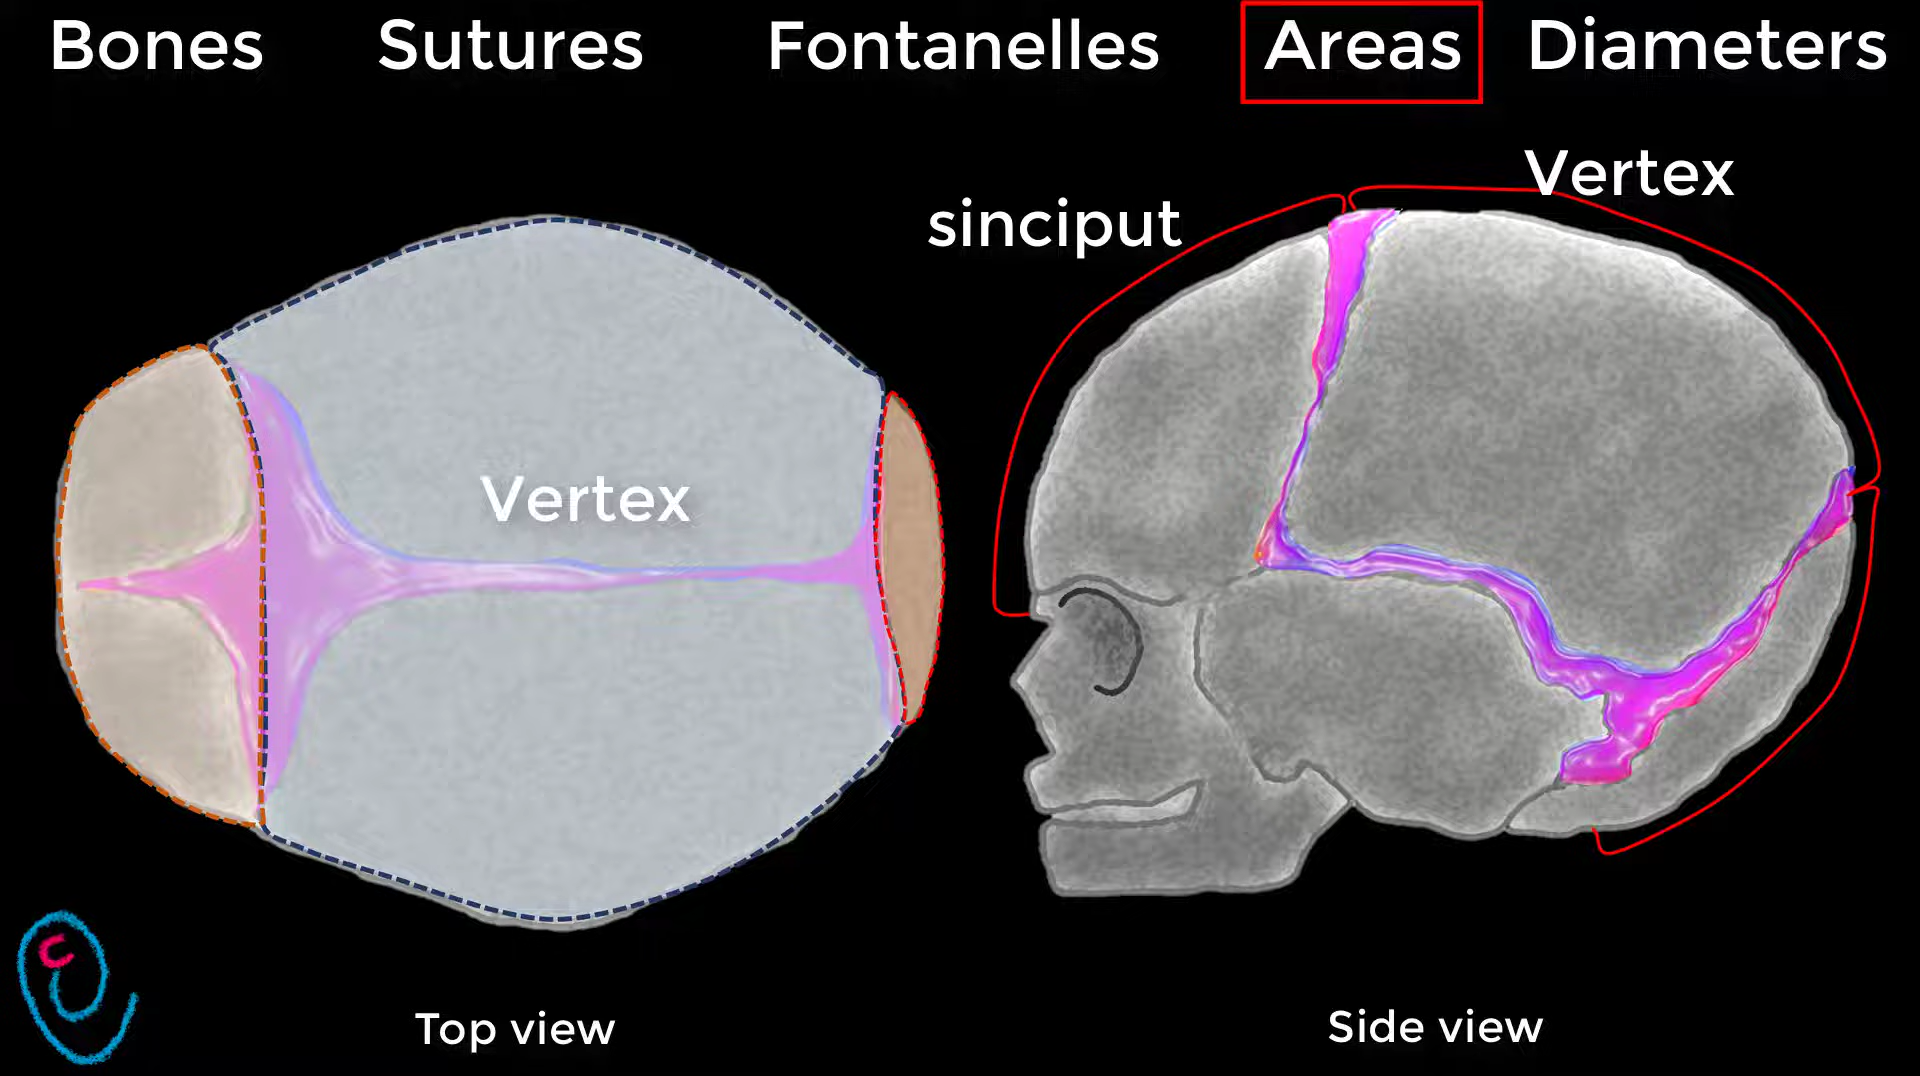 Bones Sutures Fontanelles Areas Diameters
Vertex
sinciput
Vertex
Top view
Side view